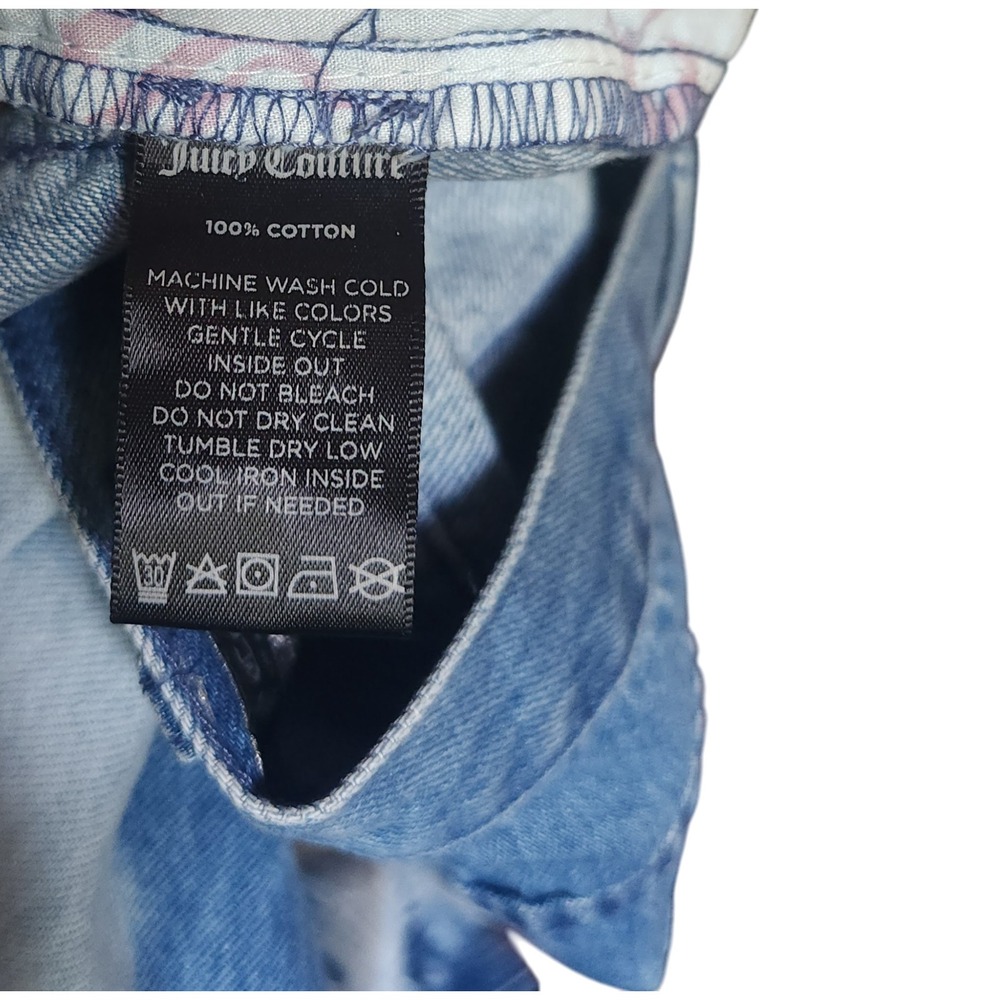 Juicy Couture
100% COTTON
MACHINE WASH COLD
WITH LIKE COLORS
GENTLE CYCLE
INSIDE OUT
DO NOT BLEACH
DO NOT DRY CLEAN
TUMBLE DRY LOW
COOL IRON INSIDE
OUT IF NEEDED
30